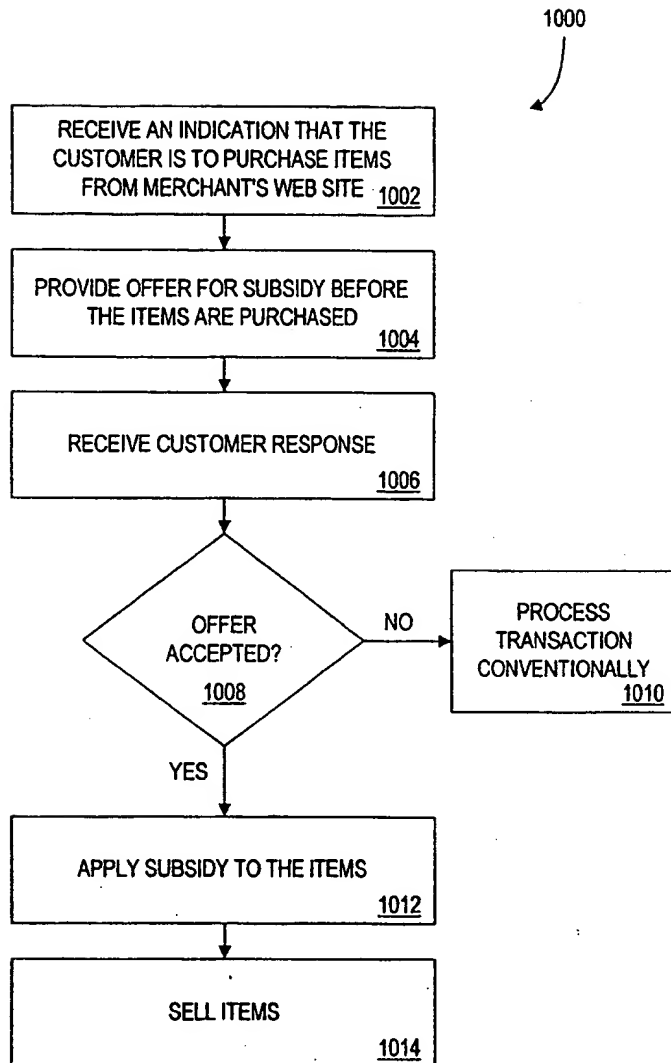 1000
RECEIVE AN INDICATION THAT THE
CUSTOMER IS TO PURCHASE ITEMS
FROM MERCHANT'S WEB SITE
1002
PROVIDE OFFER FOR SUBSIDY BEFORE
THE ITEMS ARE PURCHASED
1004
RECEIVE CUSTOMER RESPONSE
1006
OFFER
ACCEPTED?
1008
NO
PROCESS
TRANSACTION
CONVENTIONALLY
1010
YES
APPLY SUBSIDY TO THE ITEMS
1012
SELL ITEMS
1014